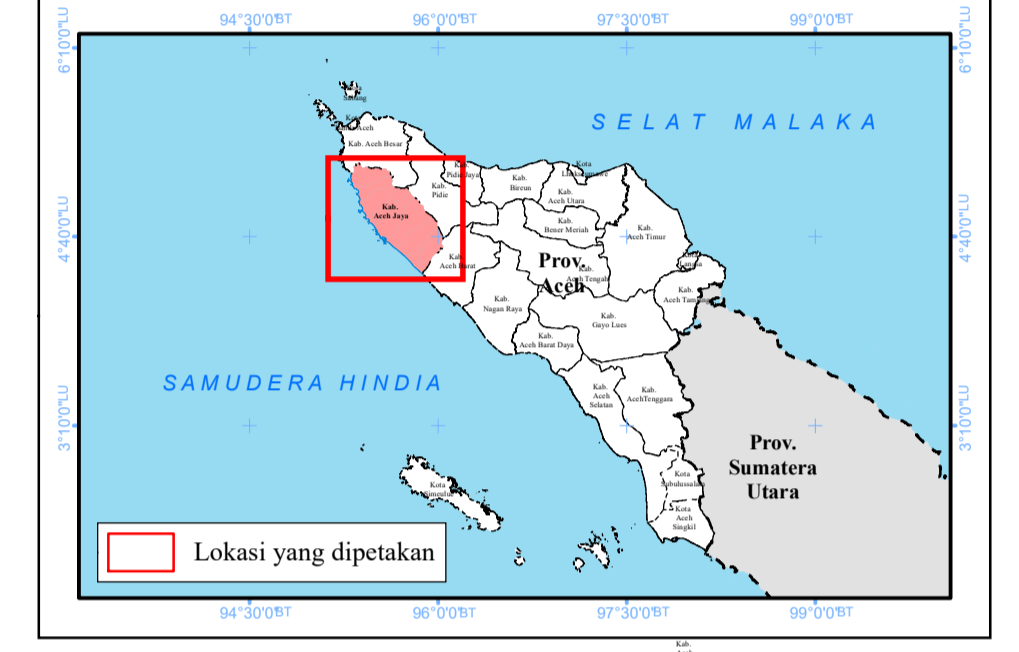 94°30'0"BT
96°0'0"BT
97°30'0"BT
99°0'0"BT
6°10'0"LU
6°10'0"LU
Sabang
SELAT MALAKA
Kab. Aceh Besar
Kab.
Pidie Jaya
Kota
Kab.
Bireun
Kab.
Aceh Utara
Kab.
Pidie
Kab.
Aceh Jaya
Kab.
Bener Meriah
Kab.
Aceh Timur
4°40'0"LU
4°40'0"LU
Kab.
Aceh Barat
Prov.
Aceh
Kab.
Aceh Tengah
Kota
Langsa
Kab.
Aceh Tamiang
Kab.
Nagan Raya
Kab.
Gayo Lues
Kab.
Aceh Barat Daya
SAMUDERA HINDIA
Kab.
Aceh
Selatan
Kab.
AcehTenggara
3°10'0"LU
3°10'0"LU
Prov.
Sumatera
Utara
Kota
Simeulue
Kota
Subulussalam
Kota
Aceh
Singkil
Lokasi yang dipetakan
94°30'0"BT
96°0'0"BT
97°30'0"BT
99°0'0"BT
Kab.